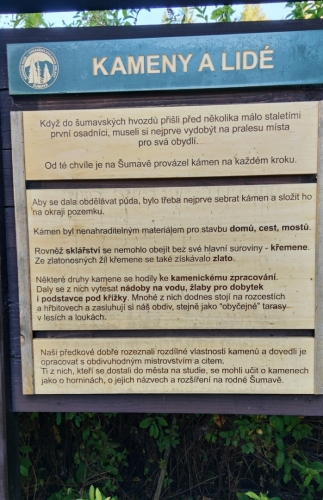 KAMENY A LIDÉ
Když do šumavských hvozdů přišli před několika málo staletími
první osadníci, museli si nejprve vydobýt na pralesu místa
pro svá obydlí.
Od té chvíle je na Šumavě provázel kámen na každém kroku.
Aby se dala obdělávat půda, bylo třeba nejprve sebrat kámen a složit ho
na okraji pozemku.
Kámen byl nenahraditelným materiálem pro stavbu domů, cest, mostů.
Rovněž sklářství se nemohlo obejít bez své hlavní suroviny - křemene.
Ze zlatonosných žil křemene se také získávalo zlato.
Některé druhy kamene se hodily ke kamenickému zpracování.
Daly se z nich vytesat nádoby na vodu, žlaby pro dobytek
i podstavce pod křížky. Mnohé z nich dodnes stojí na rozcestích
a hřbitovech a zasluhují si náš obdiv, stejně jako "obyčejné" tarasy
v lesích a loukách.
Naši předkové dobře rozeznali rozdílné vlastnosti kamenů a dovedli je
opracovat s obdivuhodným mistrovstvím a citem.
Ti z nich, kteří se dostali do města na studie, se mohli učit o kamenech
jako o horninách, o jejich názvech a rozšíření na rodné Šumavě.